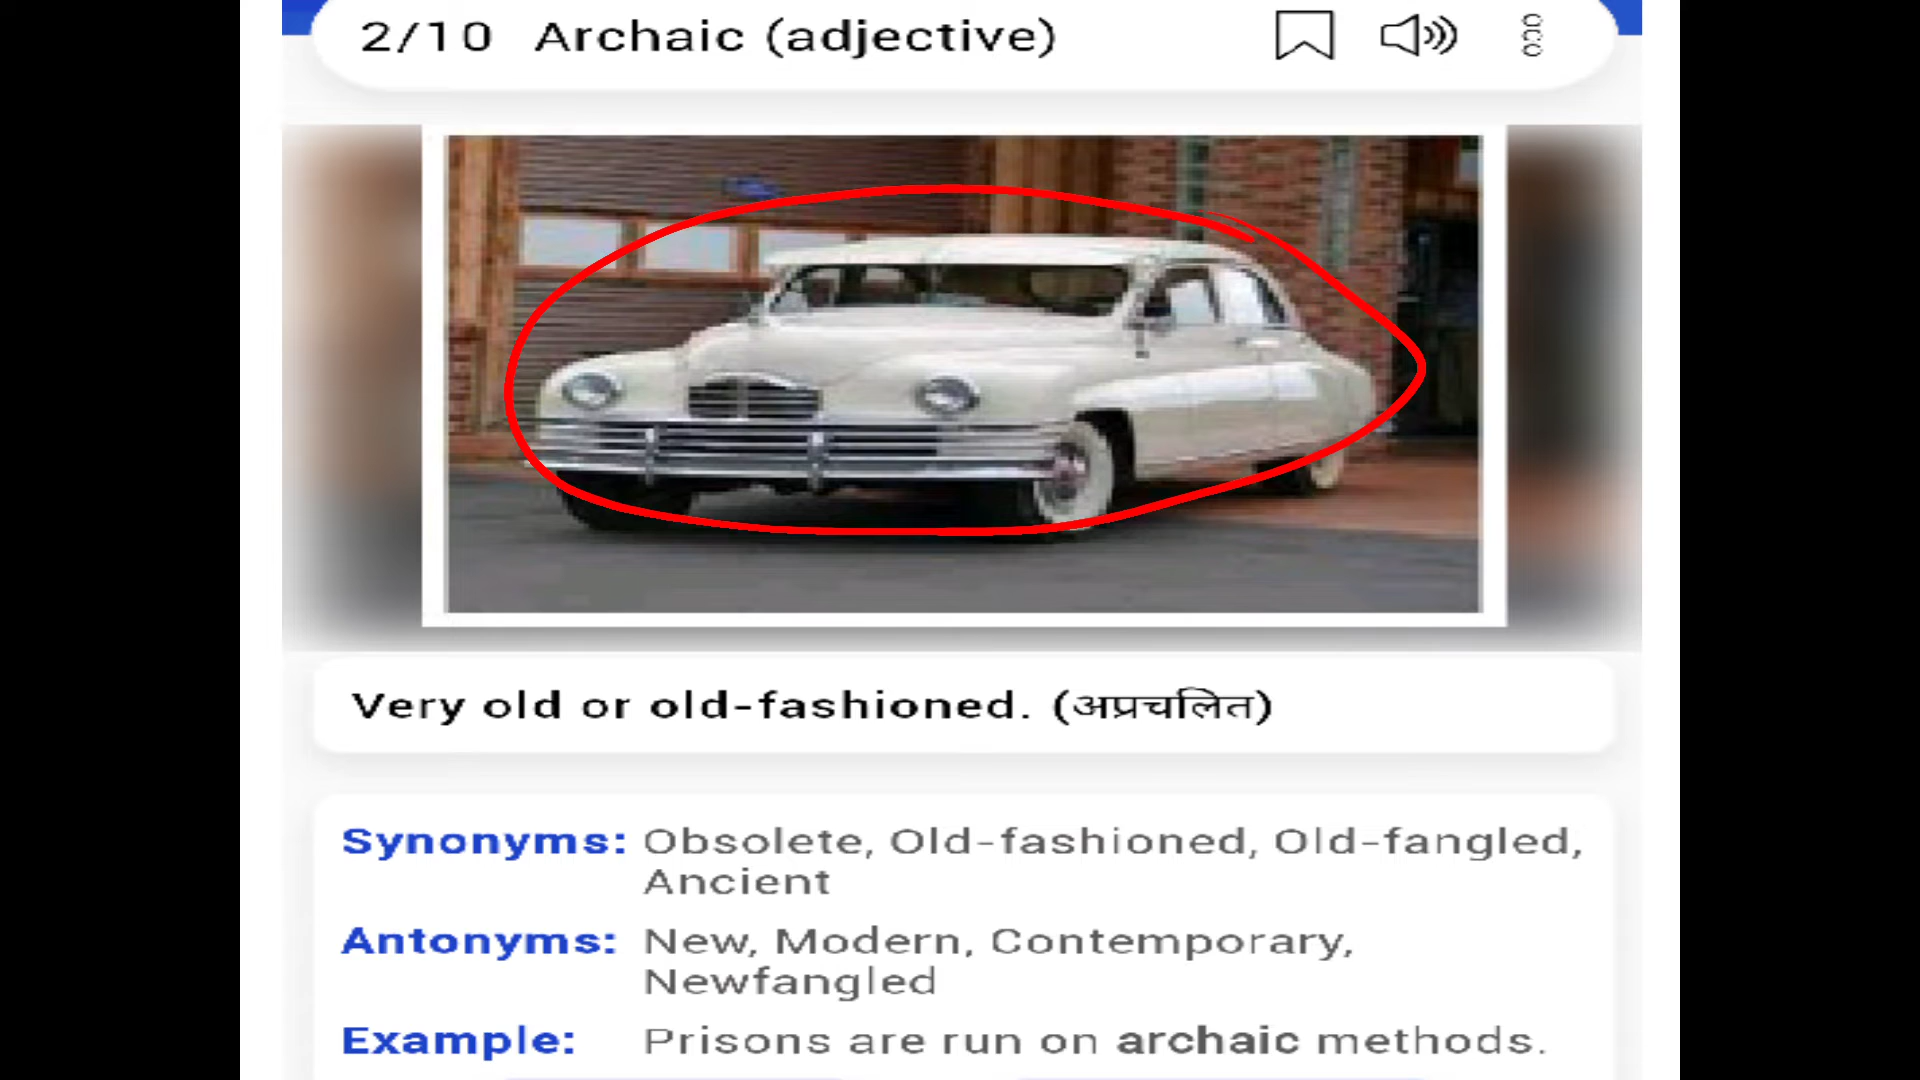 2/10 Archaic (adjective)
Very old or old-fashioned. (अप्रचलित)
Synonyms: Obsolete, Old-fashioned, Old-fangled,
Ancient
Antonyms: New, Modern, Contemporary,
Newfangled
Example: Prisons are run on archaic methods.